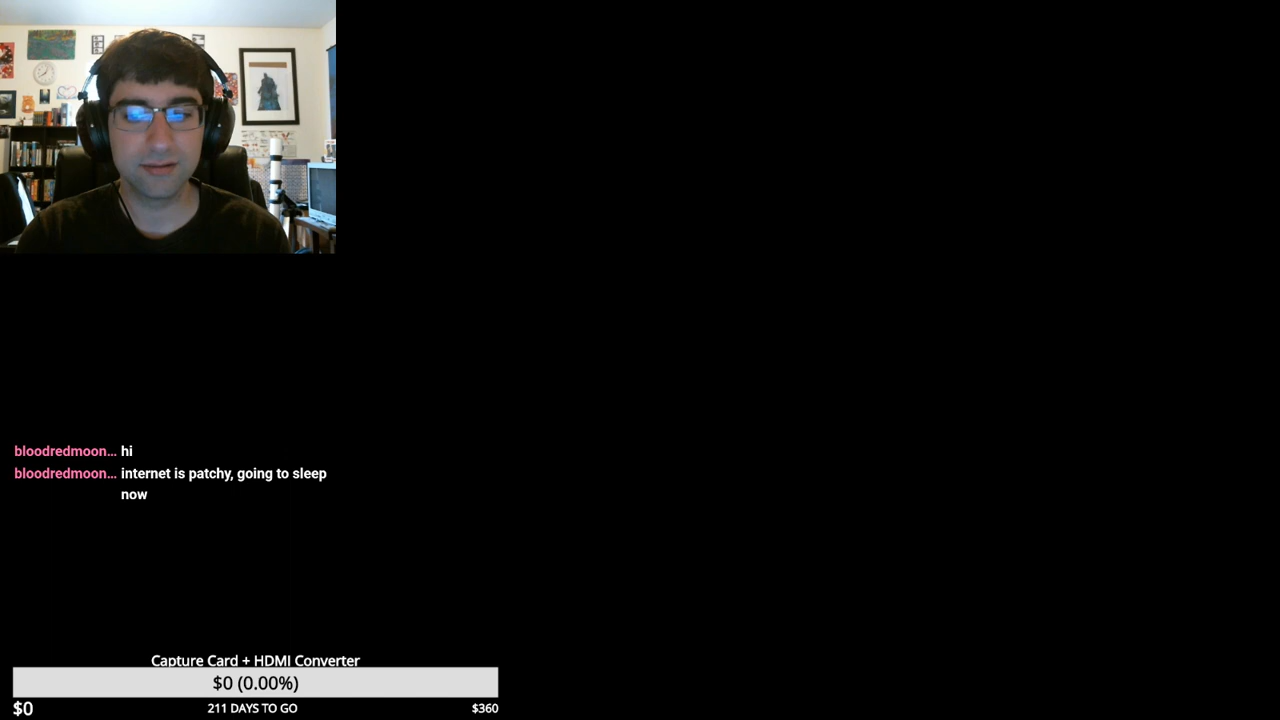 bloodredmoon… hi
bloodredmoon… internet is patchy, going to sleep
now
Capture Card + HDMI Converter
$0 (0.00%)
$0 211 DAYS TO GO $360